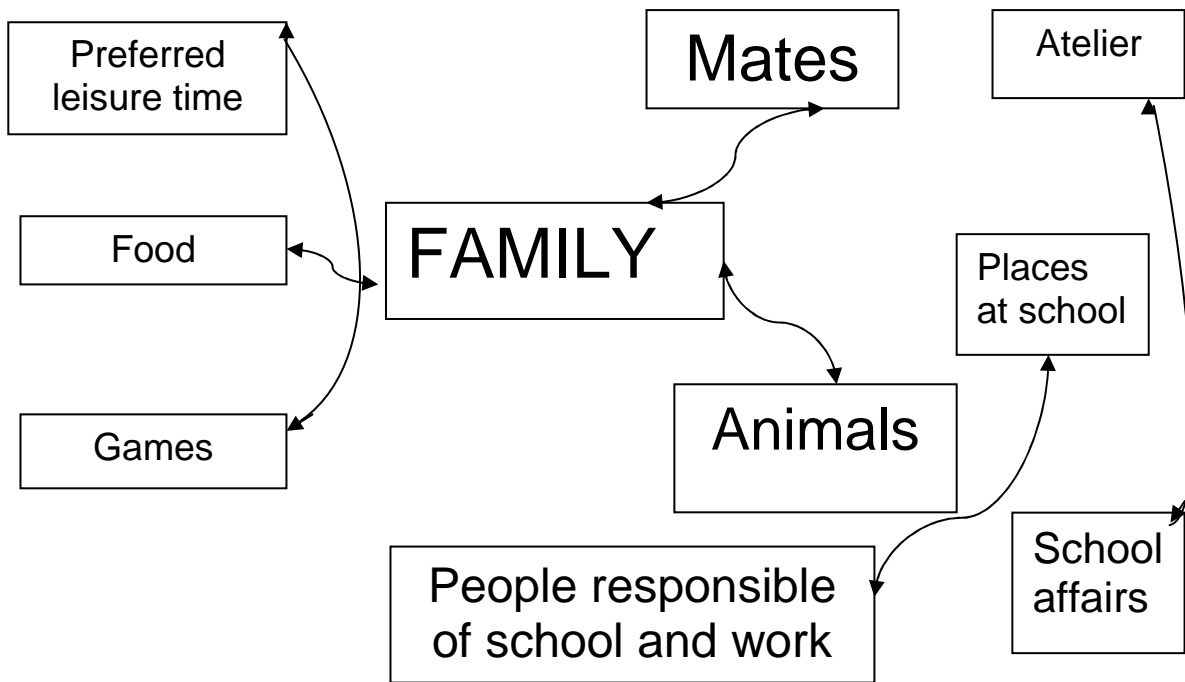 Preferred
leisure time
Mates
Atelier
Food
FAMILY
Places
at school
Games
Animals
People responsible
of school and work
School
affairs